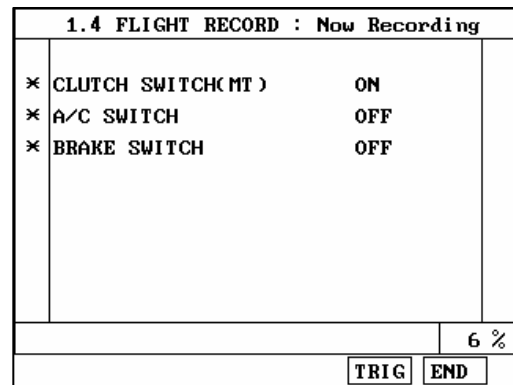 1.4 FLIGHT RECORD : Now Recording
* CLUTCH SWITCH(MT) ON
* A/C SWITCH OFF
* BRAKE SWITCH OFF
6 %
TRIG END